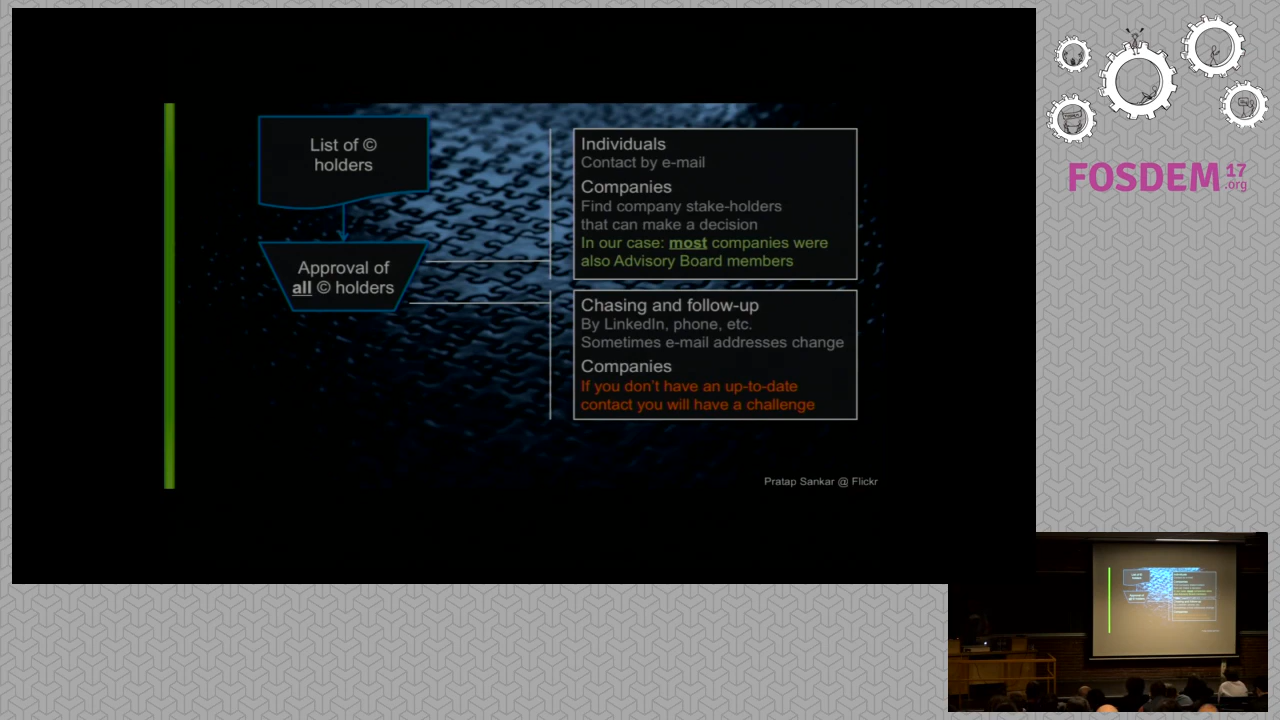 List of ©
holders
Approval of
all © holders
Individuals
Contact by e-mail
Companies
Find company stake-holders
that can make a decision
In our case: most companies were
also Advisory Board members
Chasing and follow-up
By LinkedIn, phone, etc.
Sometimes e-mail addresses change
Companies
If you don't have an up-to-date
contact you will have a challenge
Pratap Sankar @ Flickr
FOSDEM 17
.org